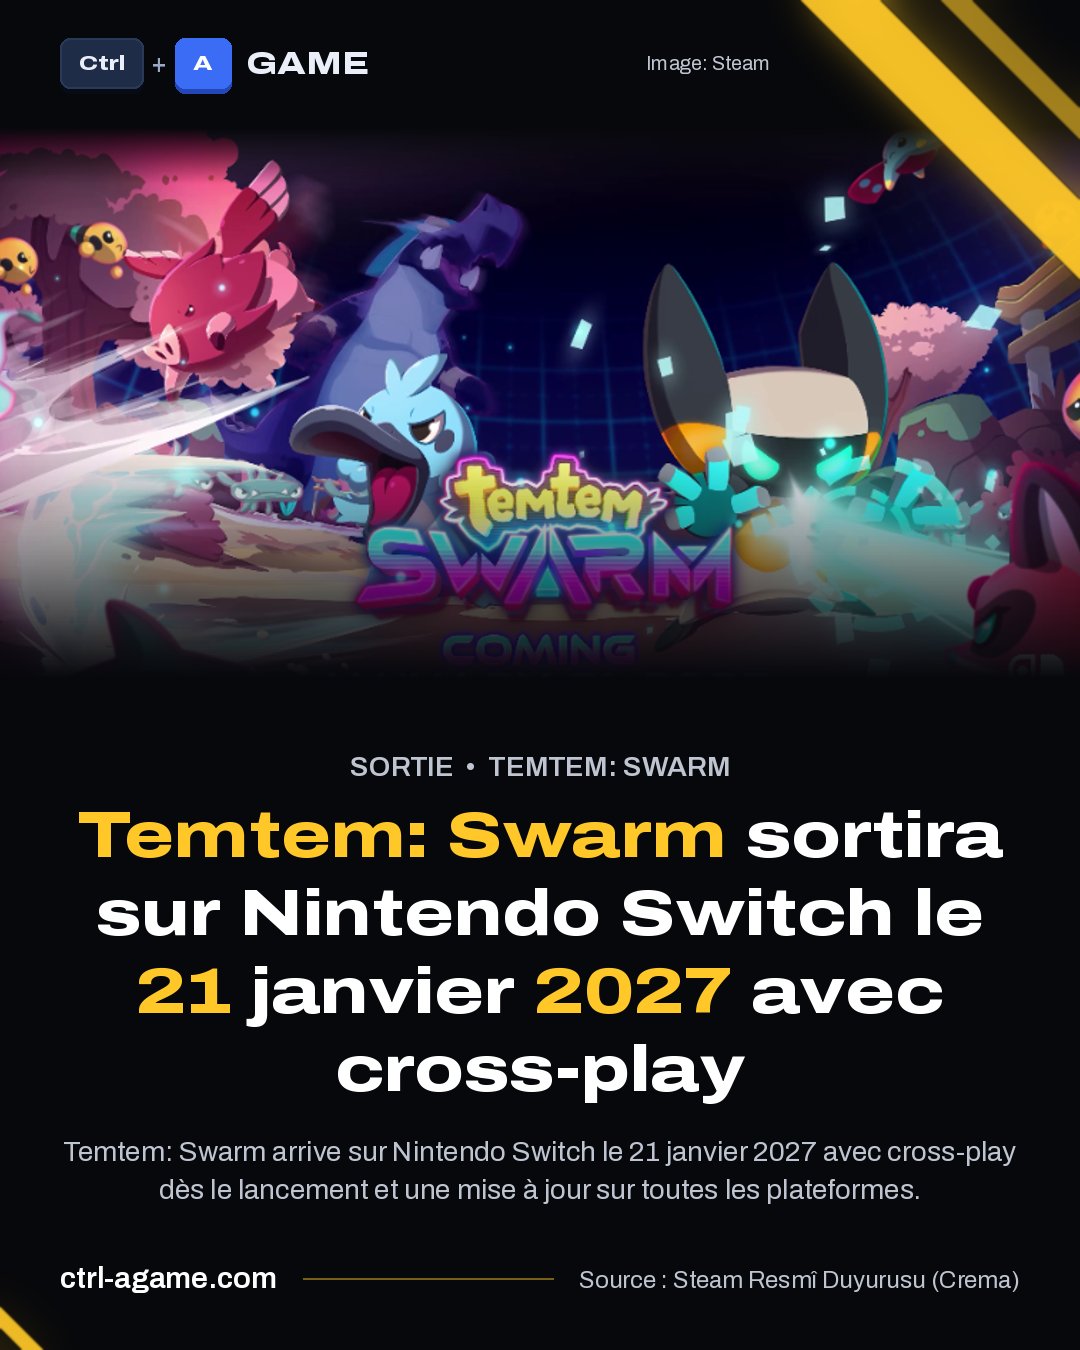 Ctrl + A GAME
Image: Steam
temtem
SWARM
COMING
SORTIE • TEMTEM: SWARM
Temtem: Swarm sortira
sur Nintendo Switch le
21 janvier 2027 avec
cross-play
Temtem: Swarm arrive sur Nintendo Switch le 21 janvier 2027 avec cross-play
dès le lancement et une mise à jour sur toutes les plateformes.
ctrl-agame.com
Source : Steam Resmî Duyurusu (Crema)